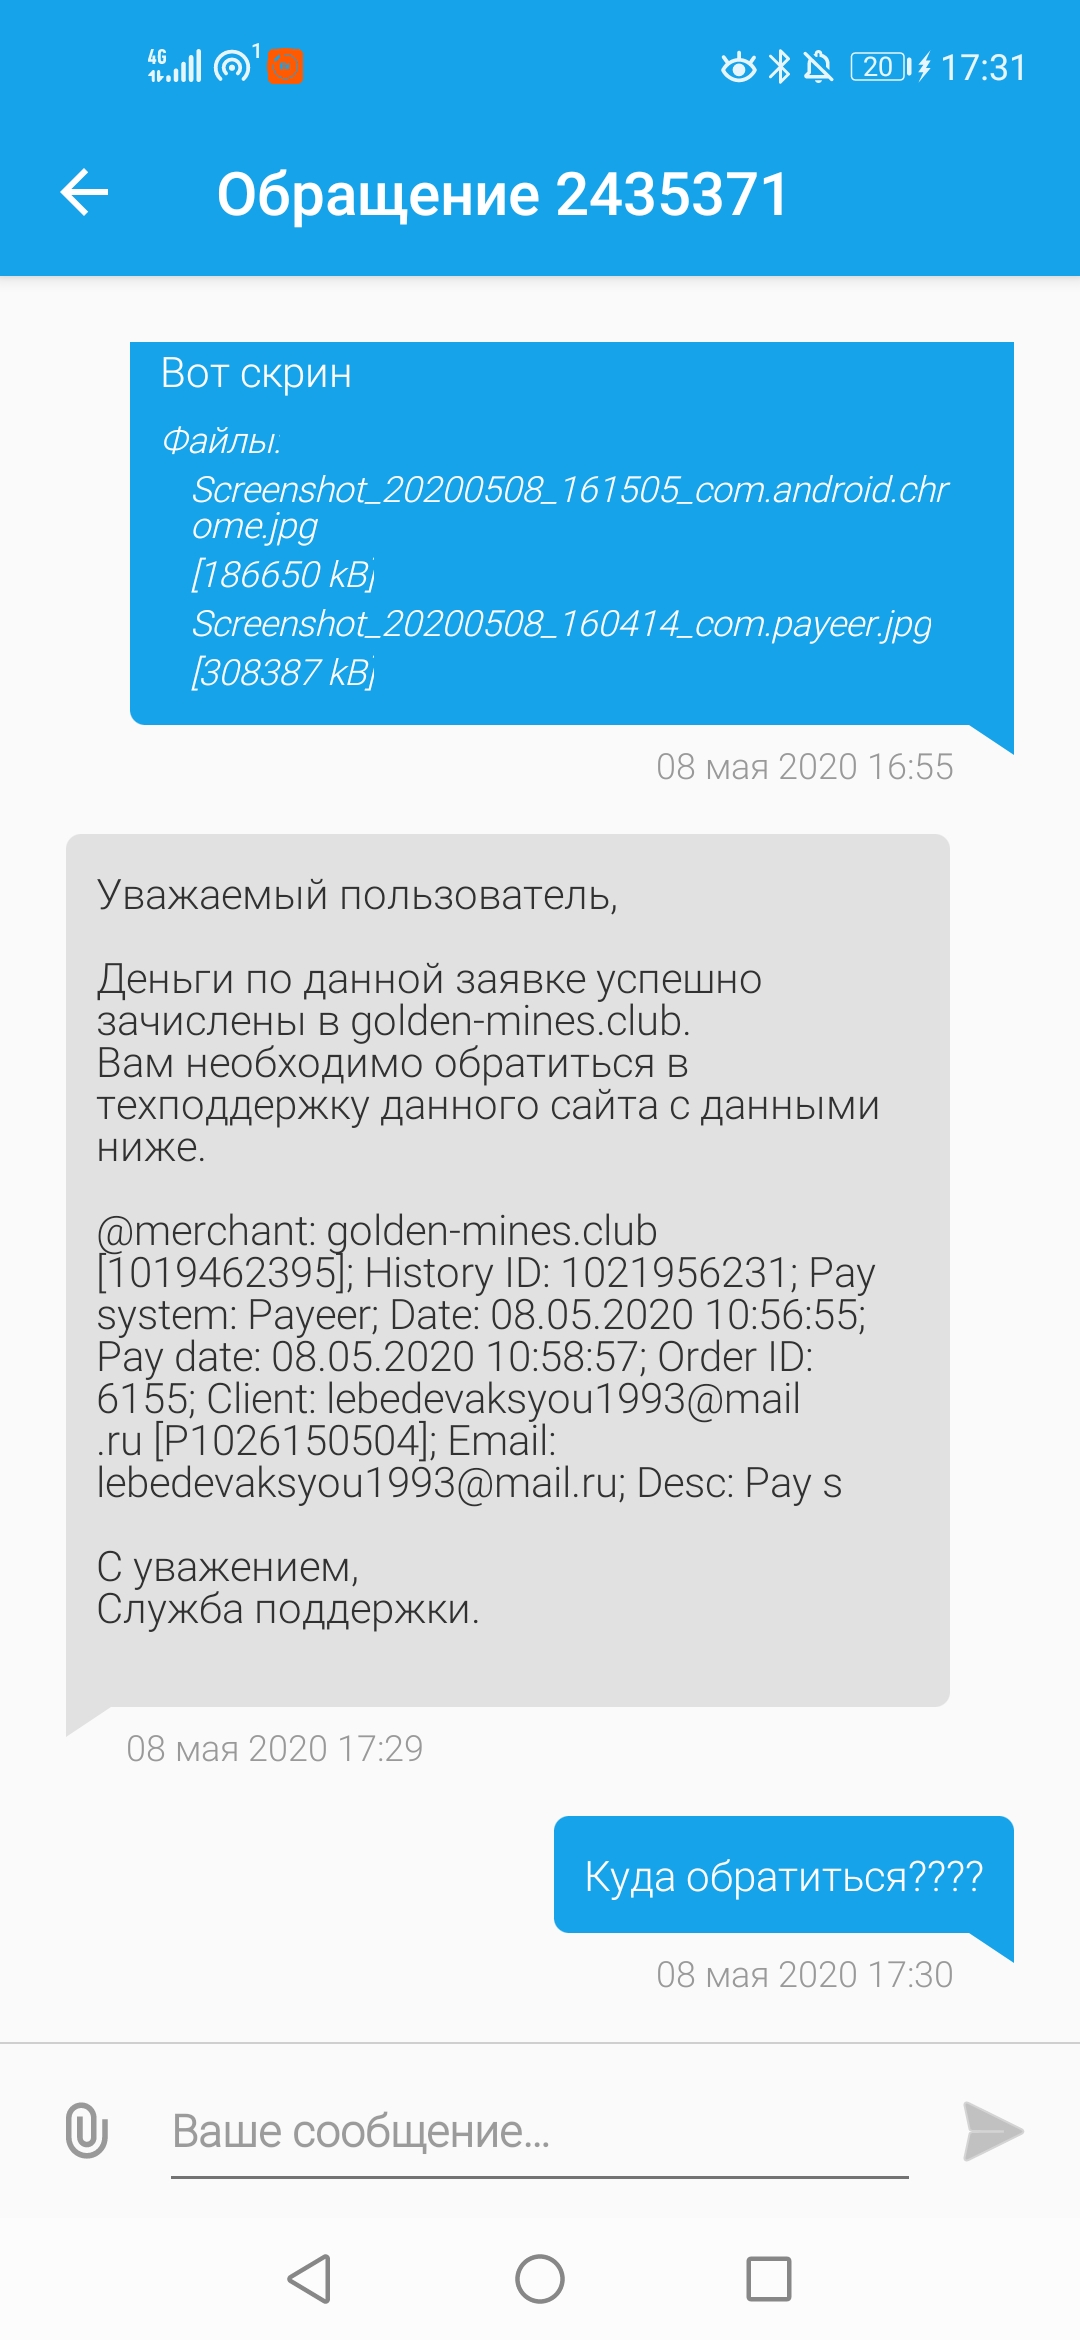 4G 1 20 17:31
Обращение 2435371
Вот скрин
Файлы:
Screenshot_20200508_161505_com.android.chr
ome.jpg
[186650 kB]
Screenshot_20200508_160414_com.payeer.jpg
[308387 kB]
08 мая 2020 16:55
Уважаемый пользователь,
Деньги по данной заявке успешно
зачислены в golden-mines.club.
Вам необходимо обратиться в
техподдержку данного сайта с данными
ниже.
@merchant: golden-mines.club
[1019462395]; History ID: 1021956231; Pay
system: Payeer; Date: 08.05.2020 10:56:55;
Pay date: 08.05.2020 10:58:57; Order ID:
6155; Client: lebedevaksyou1993@mail
.ru [P1026150504]; Email:
lebedevaksyou1993@mail.ru; Desc: Pay s
С уважением,
Служба поддержки.
08 мая 2020 17:29
Куда обратиться????
08 мая 2020 17:30
Ваше сообщение...